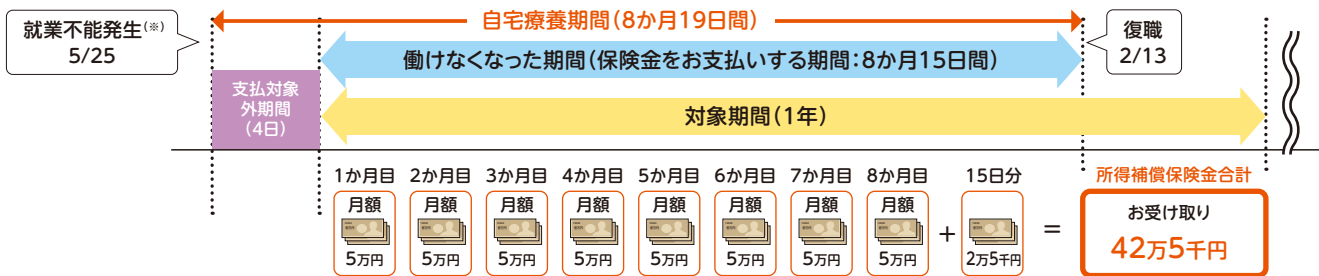 自宅療養期間（8か月19日間）
就業不能発生(※)
5/25
復職
2/13
働けなくなった期間（保険金をお支払いする期間：8か月15日間）
支払対象
外期間
（4日）
対象期間（1年）
1か月目 2か月目 3か月目 4か月目 5か月目 6か月目 7か月目 8か月目 15日分 所得補償保険金合計
月額 月額 月額 月額 月額 月額 月額 月額
5万円 5万円 5万円 5万円 5万円 5万円 5万円 5万円 + 2万5千円 =
お受け取り
42万5千円